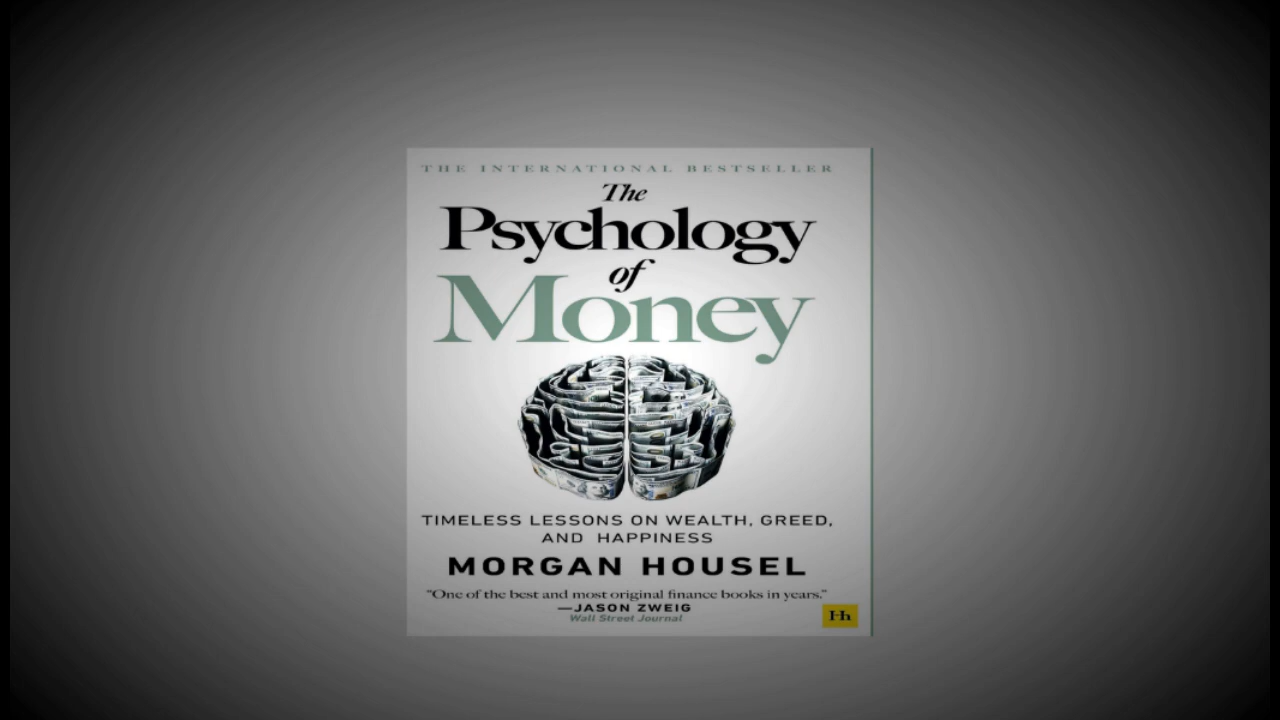 THE INTERNATIONAL BESTSELLER
The
Psychology
of
Money
TIMELESS LESSONS ON WEALTH, GREED,
AND HAPPINESS
MORGAN HOUSEL
"One of the best and most original finance books in years."
—JASON ZWEIG
Wall Street Journal
Hh